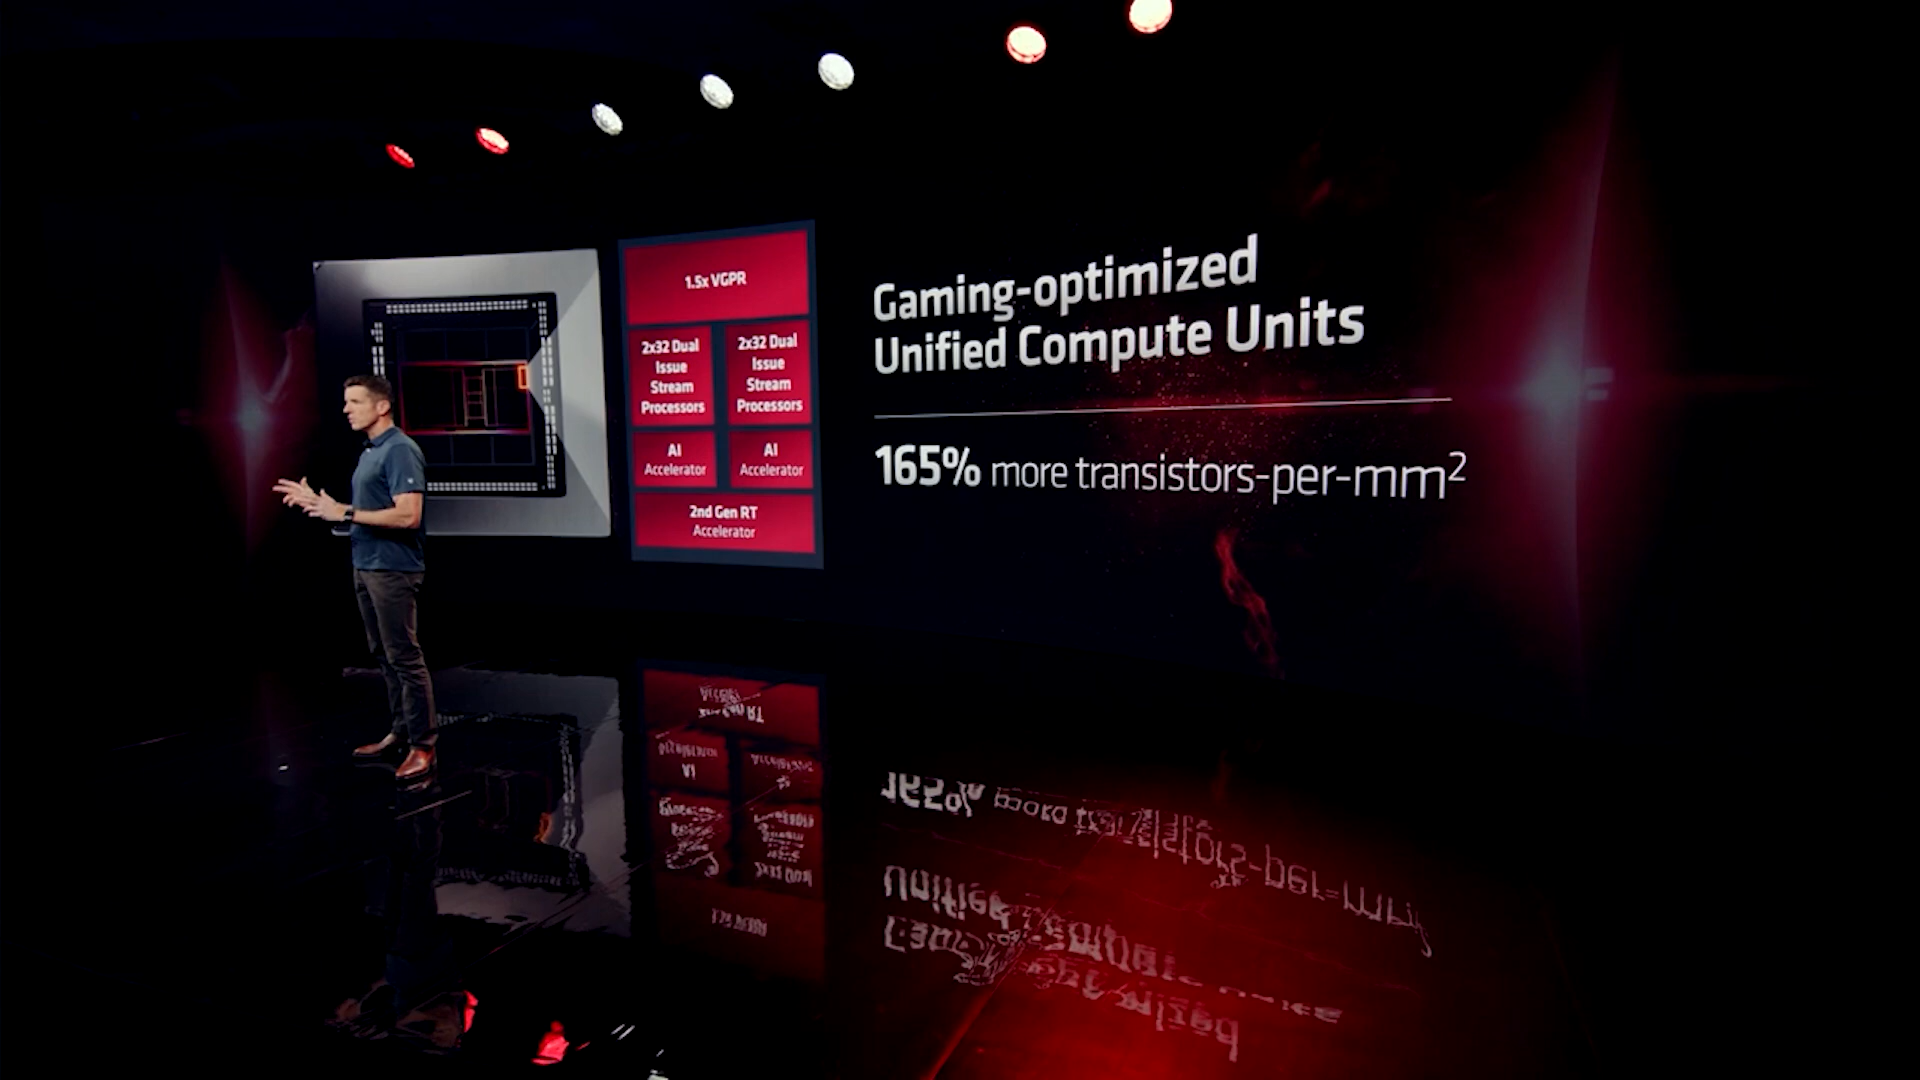 1.5x VGPR
2x32 Dual
Issue
Stream
Processors
2x32 Dual
Issue
Stream
Processors
AI
Accelerator
AI
Accelerator
2nd Gen RT
Accelerator
Gaming-optimized
Unified Compute Units
165% more transistors-per-mm²